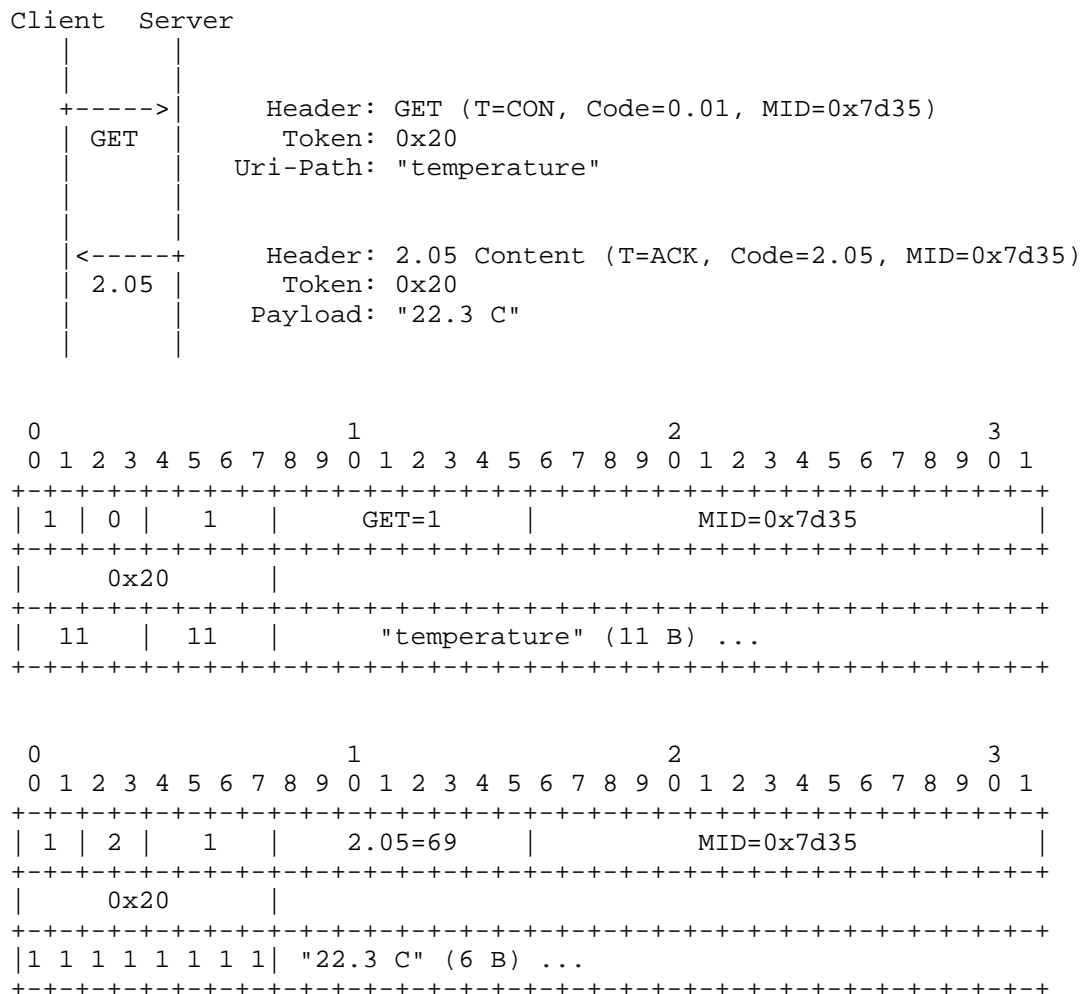 Client  Server
   |      |
   |      |
   +----->|     Header: GET (T=CON, Code=0.01, MID=0x7d35)
   | GET  |      Token: 0x20
   |      |   Uri-Path: "temperature"
   |      |
   |      |
   |<-----+     Header: 2.05 Content (T=ACK, Code=2.05, MID=0x7d35)
   | 2.05 |      Token: 0x20
   |      |    Payload: "22.3 C"
   |      |

 0                   1                   2                   3
 0 1 2 3 4 5 6 7 8 9 0 1 2 3 4 5 6 7 8 9 0 1 2 3 4 5 6 7 8 9 0 1
+-+-+-+-+-+-+-+-+-+-+-+-+-+-+-+-+-+-+-+-+-+-+-+-+-+-+-+-+-+-+-+-+
| 1 | 0 |   1   |     GET=1     |          MID=0x7d35           |
+-+-+-+-+-+-+-+-+-+-+-+-+-+-+-+-+-+-+-+-+-+-+-+-+-+-+-+-+-+-+-+-+
|     0x20      |
+-+-+-+-+-+-+-+-+-+-+-+-+-+-+-+-+-+-+-+-+-+-+-+-+-+-+-+-+-+-+-+-+
|  11   |  11   |      "temperature" (11 B) ...
+-+-+-+-+-+-+-+-+-+-+-+-+-+-+-+-+-+-+-+-+-+-+-+-+-+-+-+-+-+-+-+-+

 0                   1                   2                   3
 0 1 2 3 4 5 6 7 8 9 0 1 2 3 4 5 6 7 8 9 0 1 2 3 4 5 6 7 8 9 0 1
+-+-+-+-+-+-+-+-+-+-+-+-+-+-+-+-+-+-+-+-+-+-+-+-+-+-+-+-+-+-+-+-+
| 1 | 2 |   1   |    2.05=69    |          MID=0x7d35           |
+-+-+-+-+-+-+-+-+-+-+-+-+-+-+-+-+-+-+-+-+-+-+-+-+-+-+-+-+-+-+-+-+
|     0x20      |
+-+-+-+-+-+-+-+-+-+-+-+-+-+-+-+-+-+-+-+-+-+-+-+-+-+-+-+-+-+-+-+-+
|1 1 1 1 1 1 1 1| "22.3 C" (6 B) ...
+-+-+-+-+-+-+-+-+-+-+-+-+-+-+-+-+-+-+-+-+-+-+-+-+-+-+-+-+-+-+-+-+